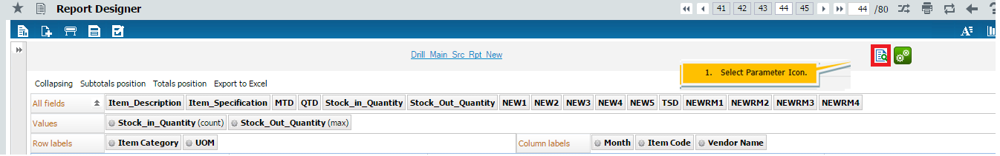 Report Designer
41 42 43 44 45 44 /80
Drill_Main_Src_Rpt_New
1. Select Parameter Icon.
Collapsing Subtotals position Totals position Export to Excel
All fields Item_Description Item_Specification MTD QTD Stock_in_Quantity Stock_Out_Quantity NEW1 NEW2 NEW3 NEW4 NEW5 TSD NEWRM1 NEWRM2 NEWRM3 NEWRM4
Values Stock_in_Quantity (count) Stock_Out_Quantity (max)
Row labels Item Category UOM Column labels Month Item Code Vendor Name